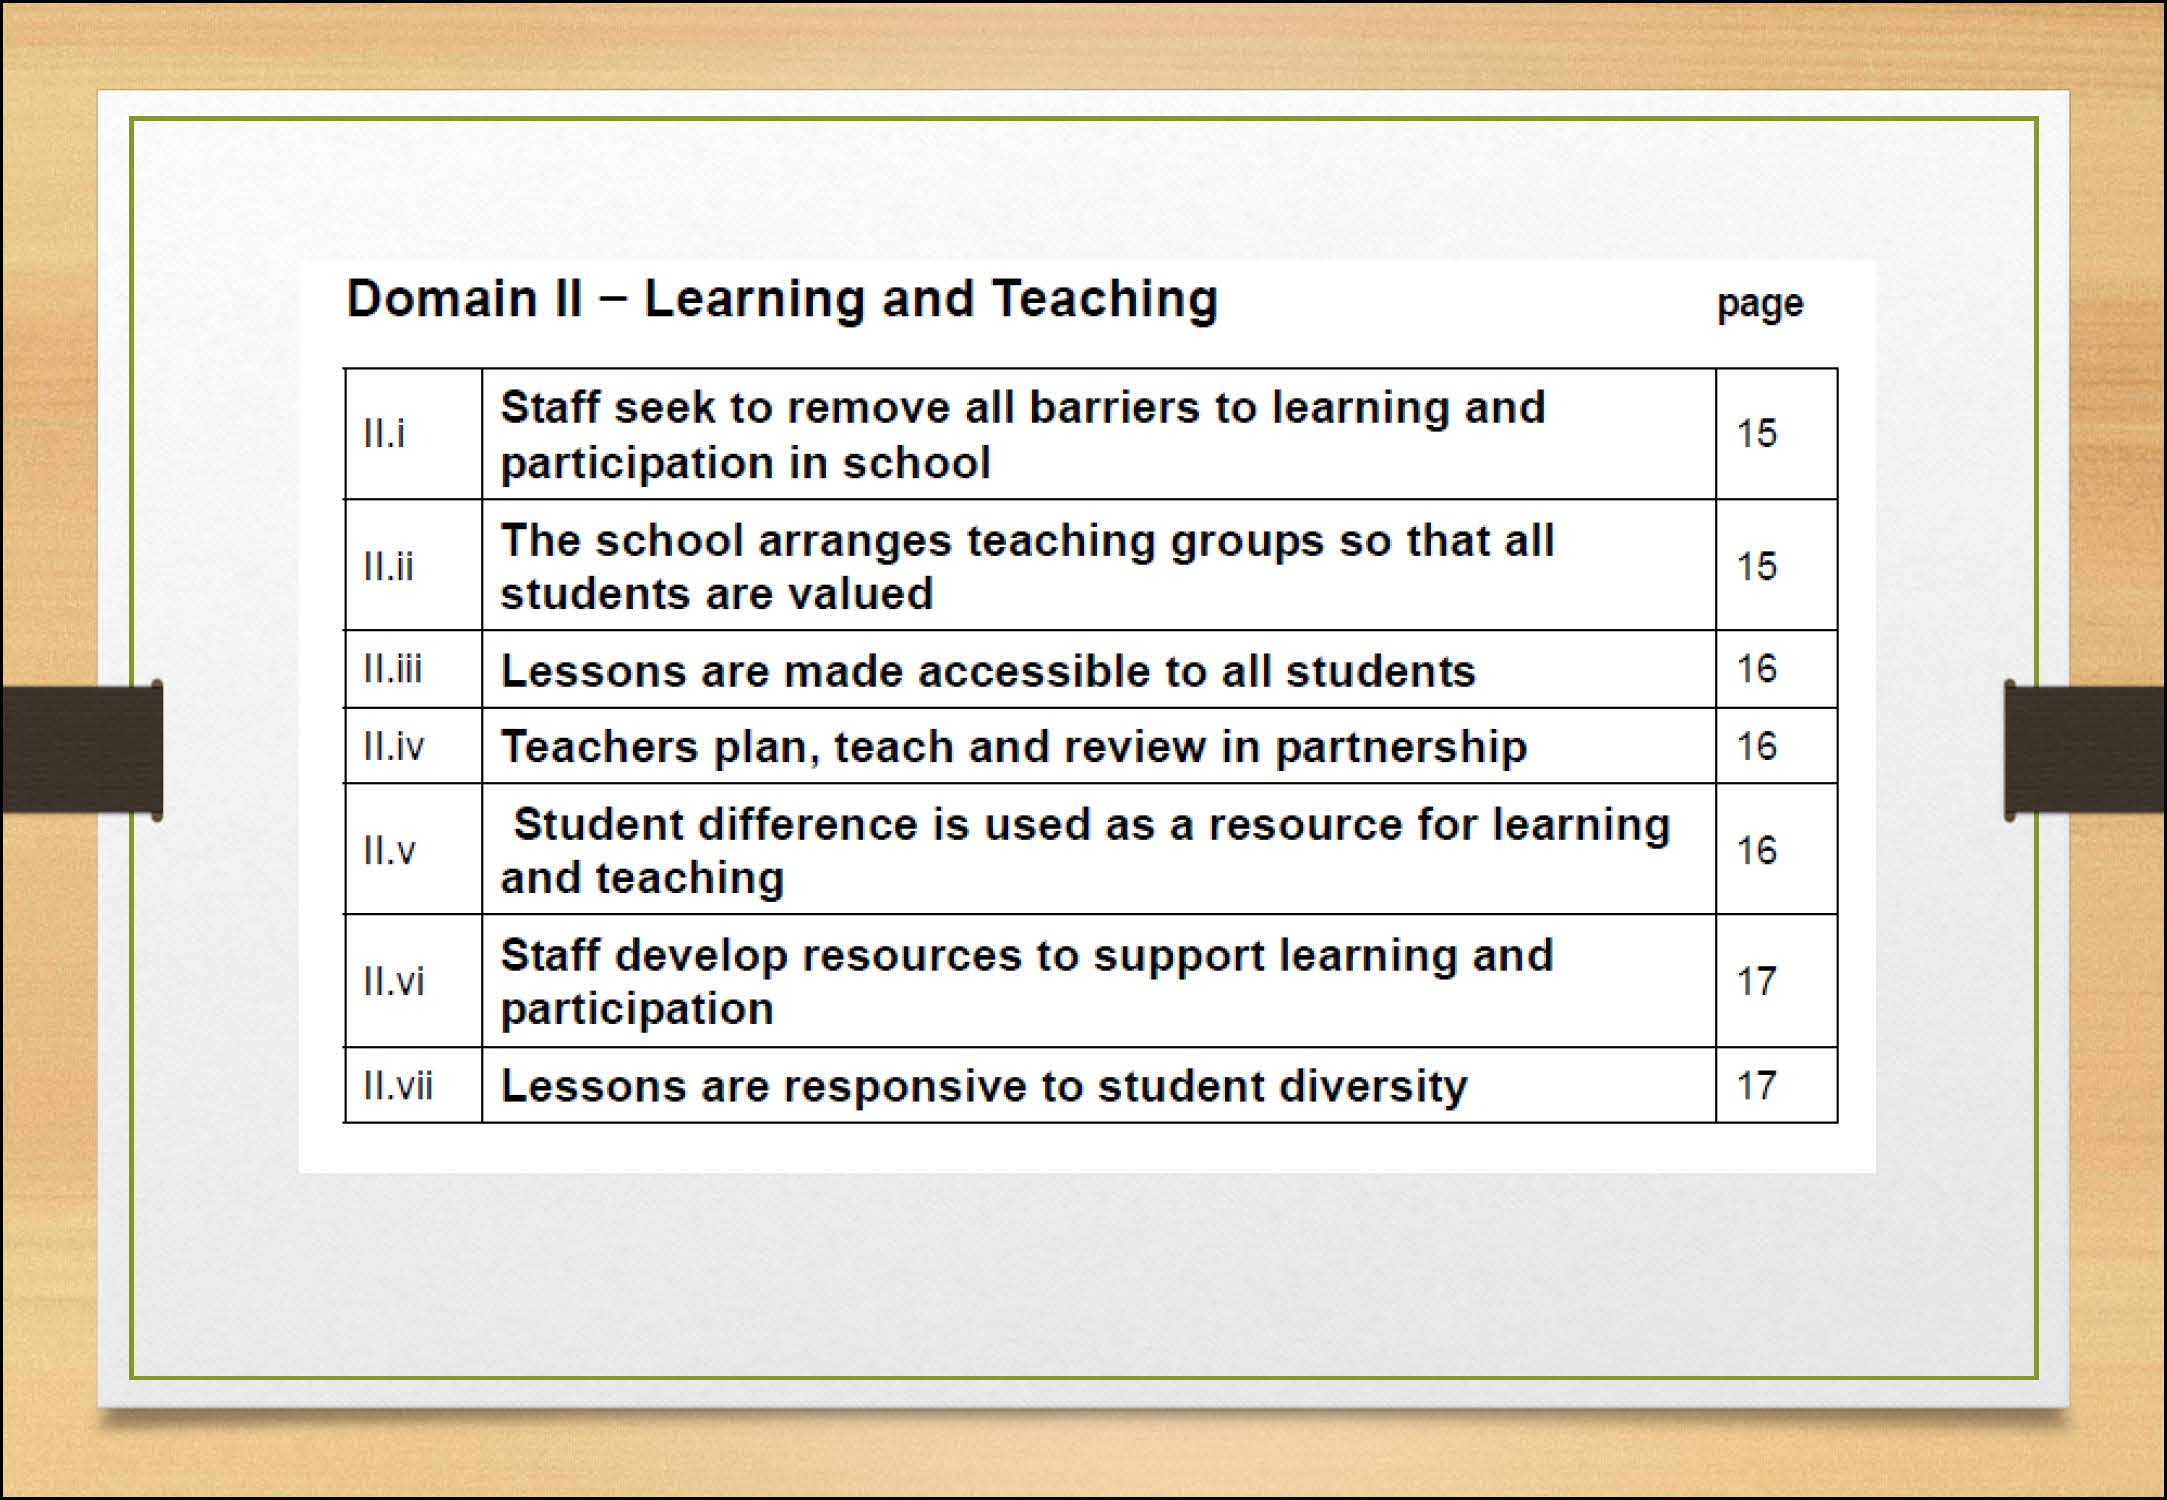 Domain II – Learning and Teaching page
II.i Staff seek to remove all barriers to learning and
participation in school 15
II.ii The school arranges teaching groups so that all
students are valued 15
II.iii Lessons are made accessible to all students 16
II.iv Teachers plan, teach and review in partnership 16
II.v Student difference is used as a resource for learning
and teaching 16
II.vi Staff develop resources to support learning and
participation 17
II.vii Lessons are responsive to student diversity 17